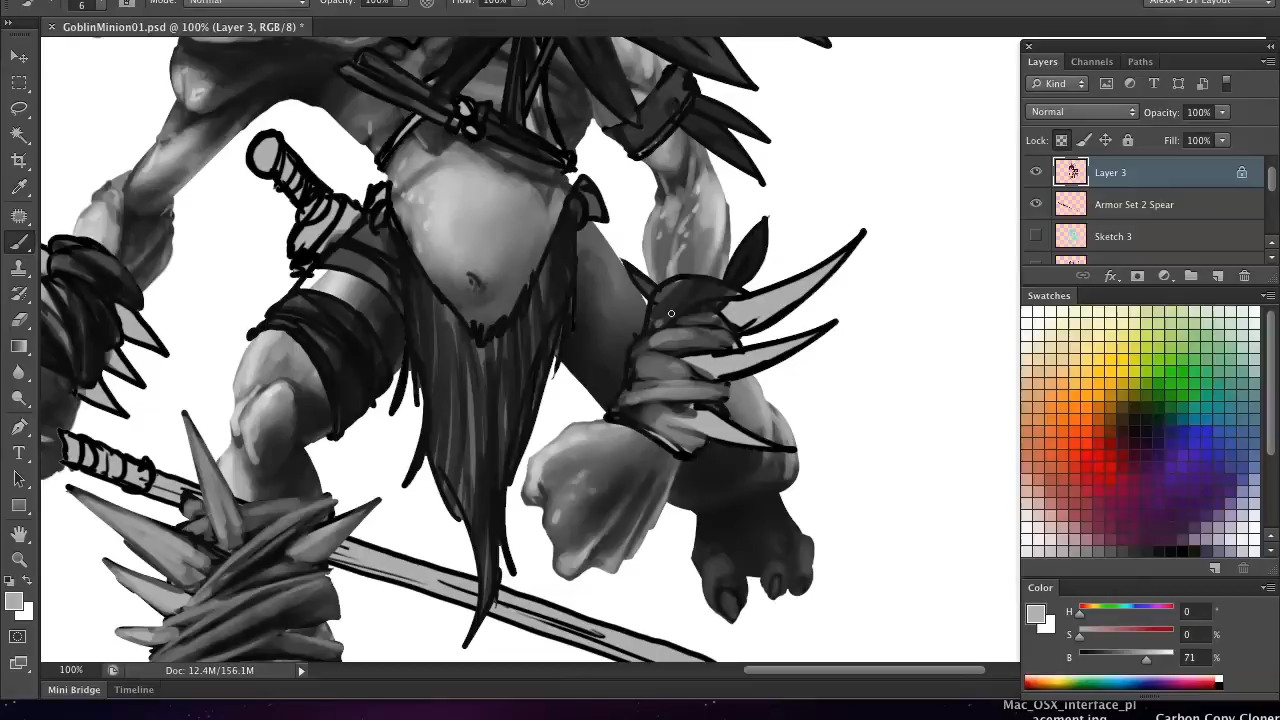 6 Mode: Normal Opacity: 100% Flow: 100% AlexA - DT Layout
GoblinMinion01.psd @ 100% (Layer 3, RGB/8) *
Layers Channels Paths
Kind
Normal Opacity: 100%
Lock: Fill: 100%
Layer 3
Armor Set 2 Spear
Sketch 3
Swatches
Color
H 0 °
S 0 %
B 71 %
100% Doc: 12.4M/156.1M
Mini Bridge Timeline
Mac_OSX_interface_pl
acement.jpg Carbon Copy Cloner